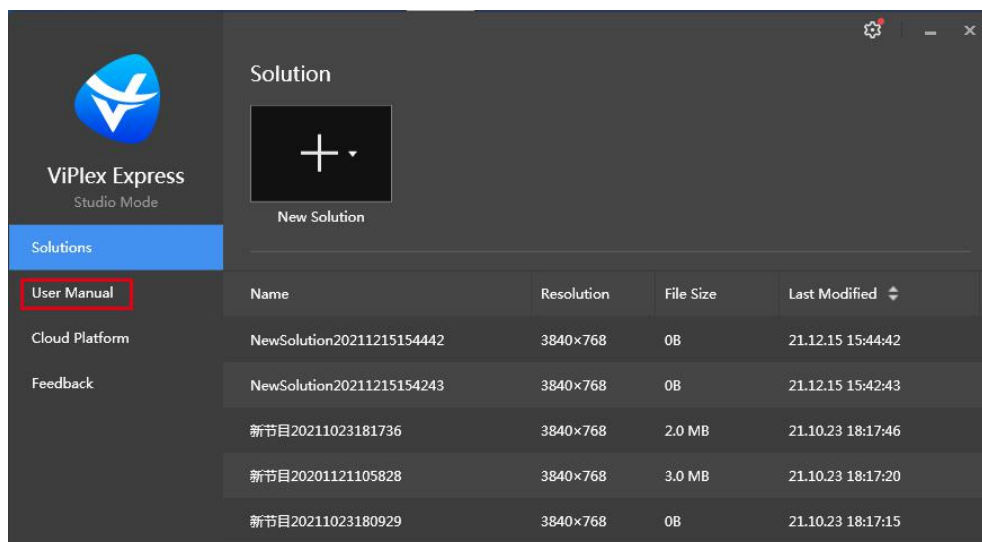 Solution
ViPlex Express
Studio Mode
New Solution
Solutions
User Manual
Cloud Platform
Feedback
Name Resolution File Size Last Modified
NewSolution20211215154442 3840×768 0B 21.12.15 15:44:42
NewSolution20211215154243 3840×768 0B 21.12.15 15:42:43
新节目20211023181736 3840×768 2.0 MB 21.10.23 18:17:46
新节目20201121105828 3840×768 3.0 MB 21.10.23 18:17:20
新节目20211023180929 3840×768 0B 21.10.23 18:17:15